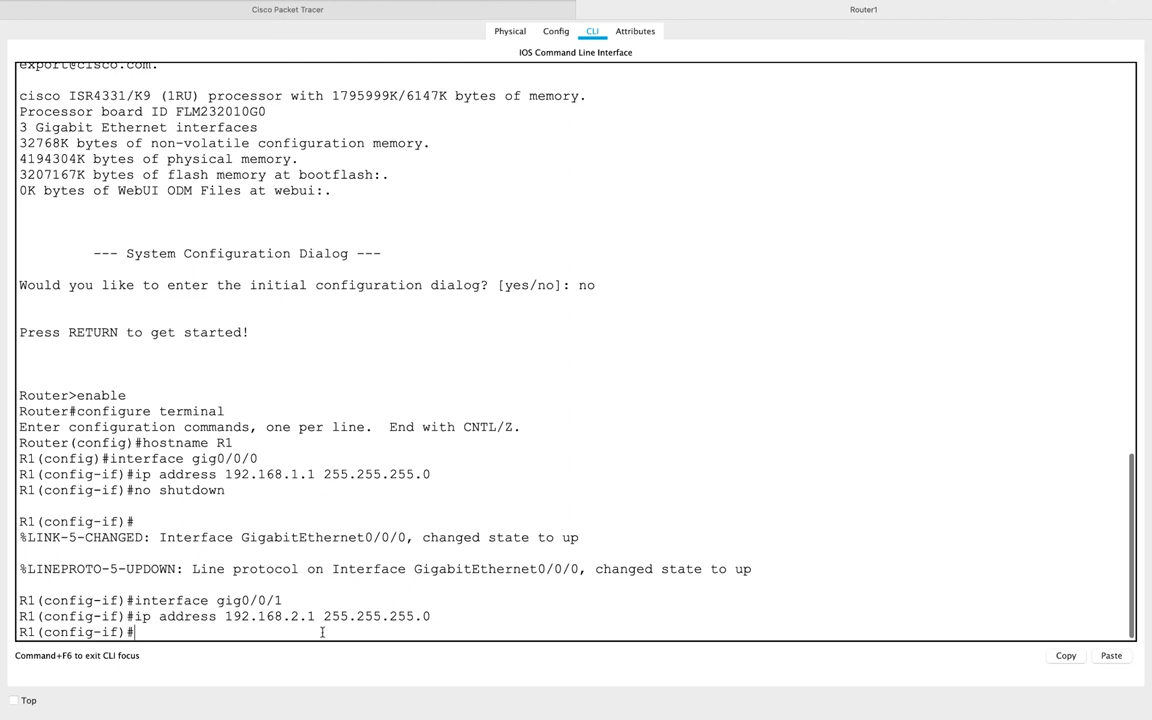 Cisco Packet Tracer
Router1
Physical Config CLI Attributes
IOS Command Line Interface
export@cisco.com.
cisco ISR4331/K9 (1RU) processor with 1795999K/6147K bytes of memory.
Processor board ID FLM232010G0
3 Gigabit Ethernet interfaces
32768K bytes of non-volatile configuration memory.
4194304K bytes of physical memory.
3207167K bytes of flash memory at bootflash:.
0K bytes of WebUI ODM Files at webui:.
--- System Configuration Dialog ---
Would you like to enter the initial configuration dialog? [yes/no]: no
Press RETURN to get started!
Router>enable
Router#configure terminal
Enter configuration commands, one per line.  End with CNTL/Z.
Router(config)#hostname R1
R1(config)#interface gig0/0/0
R1(config-if)#ip address 192.168.1.1 255.255.255.0
R1(config-if)#no shutdown
R1(config-if)#
%LINK-5-CHANGED: Interface GigabitEthernet0/0/0, changed state to up
%LINEPROTO-5-UPDOWN: Line protocol on Interface GigabitEthernet0/0/0, changed state to up
R1(config-if)#interface gig0/0/1
R1(config-if)#ip address 192.168.2.1 255.255.255.0
R1(config-if)#
Command+F6 to exit CLI focus
Copy Paste
Top